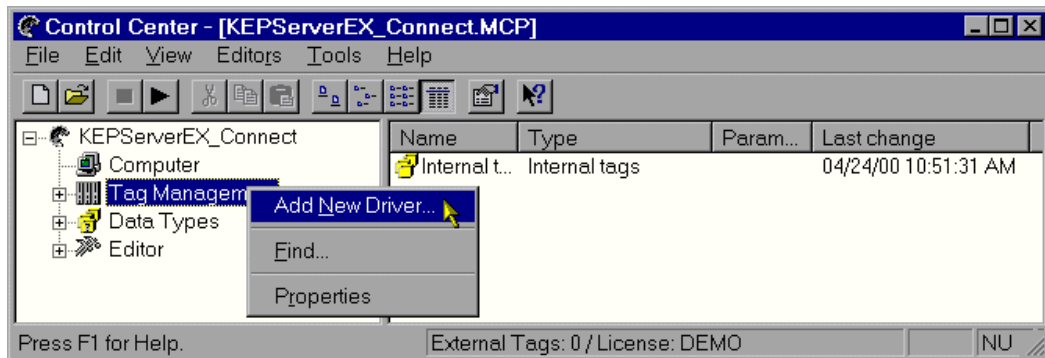 Control Center - [KEPServerEX_Connect.MCP]
File Edit View Editors Tools Help
KEPServerEX_Connect
Computer
Tag Managem
Data Types
Editor
Add New Driver...
Find...
Properties
Name Type Param... Last change
Internal t... Internal tags 04/24/00 10:51:31 AM
Press F1 for Help. External Tags: 0 / License: DEMO NU